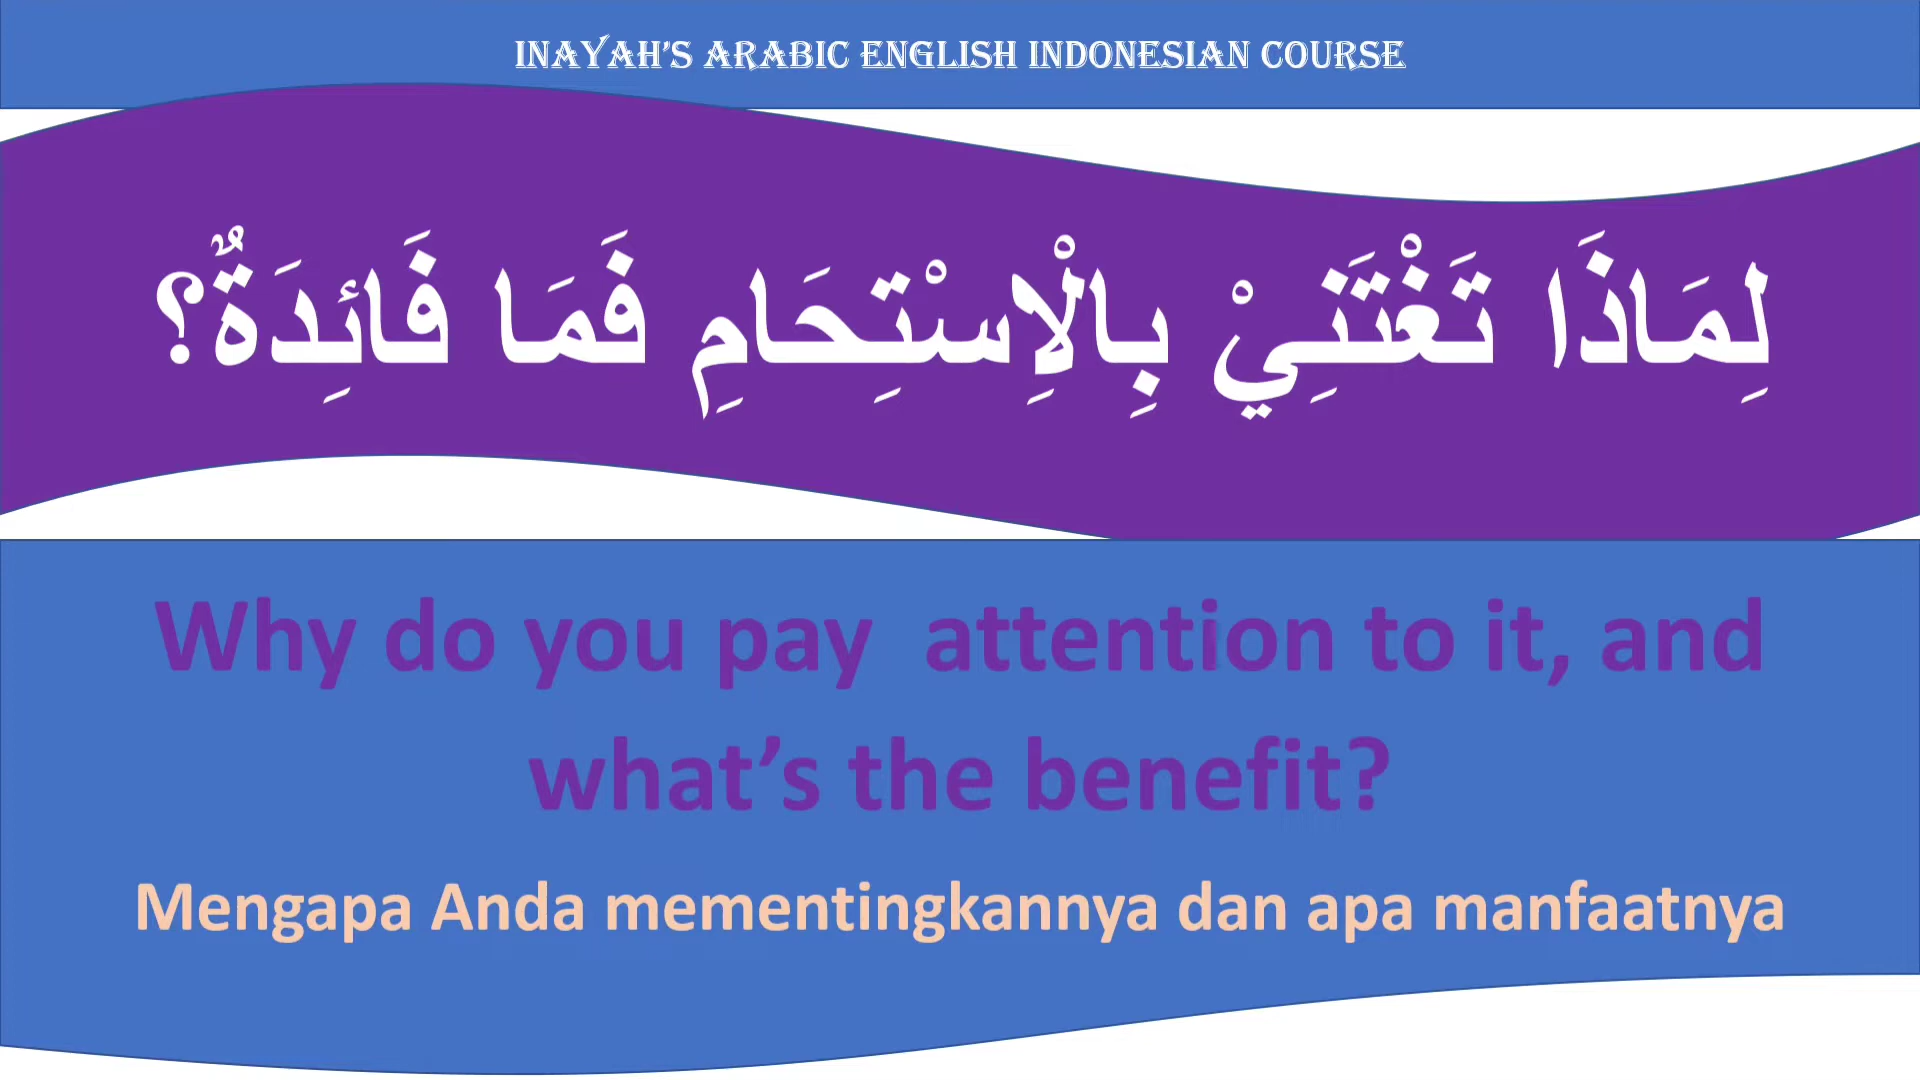 INAYAH'S ARABIC ENGLISH INDONESIAN COURSE
لِمَاذَا تَغْتَنِيْ بِالْاِسْتِحَامِ فَمَا فَائِدَةٌ؟
Why do you pay  attention to it, and
what’s the benefit?
Mengapa Anda mementingkannya dan apa manfaatnya